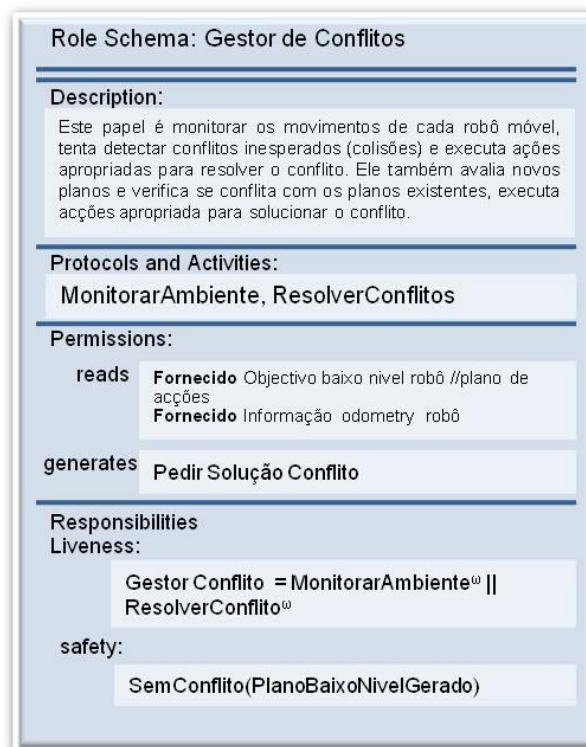 Role Schema: Gestor de Conflitos
Description:
Este papel é monitorar os movimentos de cada robô móvel,
tenta detectar conflitos inesperados (colisões) e executa ações
apropriadas para resolver o conflito. Ele também avalia novos
planos e verifica se conflita com os planos existentes, executa
acções apropriada para solucionar o conflito.
Protocols and Activities:
MonitorarAmbiente, ResolverConflitos
Permissions:
reads
Fornecido Objectivo baixo nivel robô //plano de
acções
Fornecido Informação odometry robô
generates
Pedir Solução Conflito
Responsibilities
Liveness:
Gestor Conflito = MonitorarAmbienteω ||
ResolverConflitoω
safety:
SemConflito(PlanoBaixoNivelGerado)